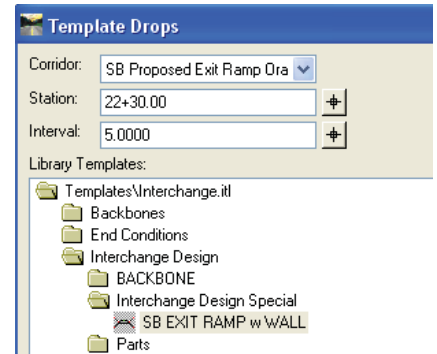 Template Drops
Corridor: SB Proposed Exit Ramp Ora
Station: 22+30.00
Interval: 5.0000
Library Templates:
Templates\Interchange.itl
Backbones
End Conditions
Interchange Design
BACKBONE
Interchange Design Special
SB EXIT RAMP w WALL
Parts